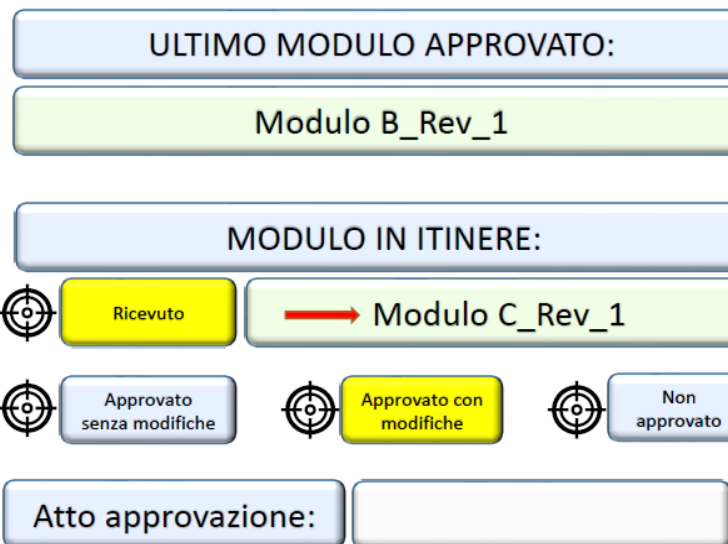 ULTIMO MODULO APPROVATO:
Modulo B_Rev_1
MODULO IN ITINERE:
Ricevuto
Modulo C_Rev_1
Approvato
senza modifiche
Approvato con
modifiche
Non
approvato
Atto approvazione: